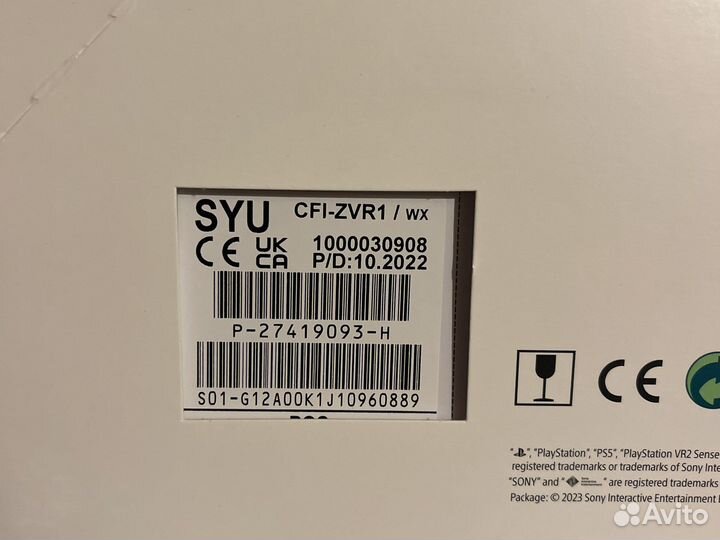 SYU CFI-ZVR1 / WX
CE UK CA 1000030908
P/D:10.2022
P-27419093-H
S01-G12A00K1J10960889
CE
"PlayStation", "PS5", "PlayStation VR2 Sense
registered trademarks or trademarks of Sony Inte
"SONY" and " " are registered trademarks
Package: © 2023 Sony Interactive Entertainment E
Avito